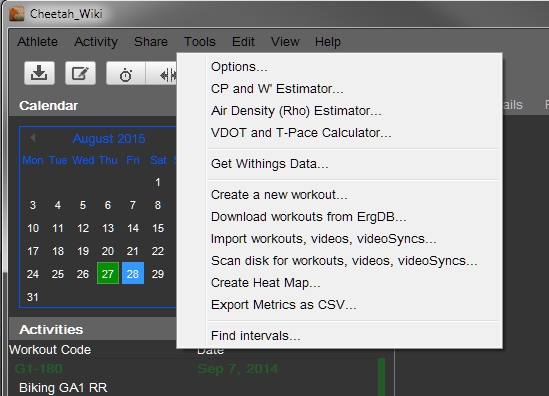 Cheetah_Wiki
Athlete Activity Share Tools Edit View Help
Options...
CP and W' Estimator...
Air Density (Rho) Estimator...
VDOT and T-Pace Calculator...
Get Withings Data...
Create a new workout...
Download workouts from ErgDB...
Import workouts, videos, videoSyncs...
Scan disk for workouts, videos, videoSyncs...
Create Heat Map...
Export Metrics as CSV...
Find intervals...
Calendar
August 2015
Mon Tue Wed Thu Fri Sat
1
3 4 5 6 7 8
10 11 12 13 14 15
17 18 19 20 21 22
24 25 26 27 28 29
31
Activities
Workout Code Date
G1-180 Sep 7, 2014
Biking GA1 RR